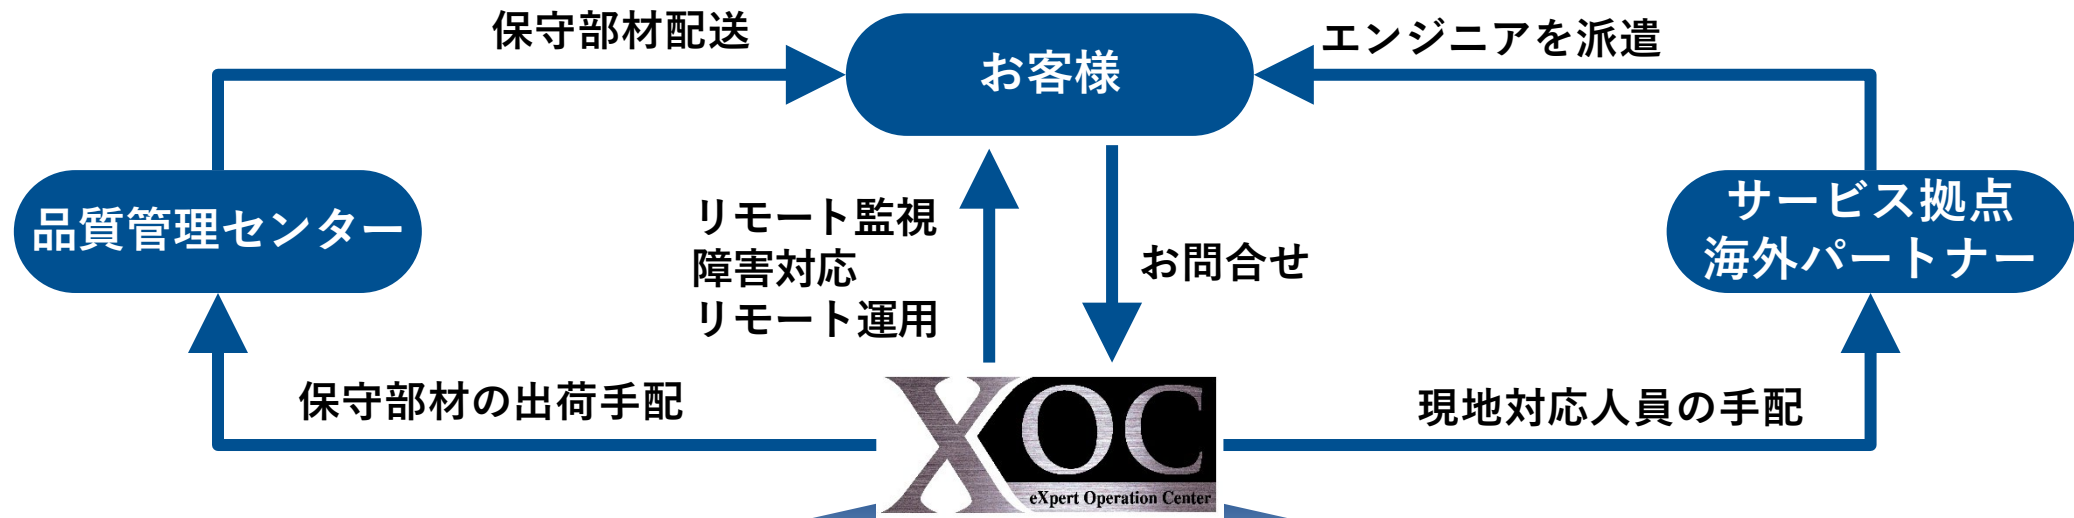 保守部材配送
お客様
エンジニアを派遣
品質管理センター
リモート監視
障害対応
リモート運用
お問合せ
サービス拠点
海外パートナー
保守部材の出荷手配
現地対応人員の手配
XOC
eXpert Operation Center